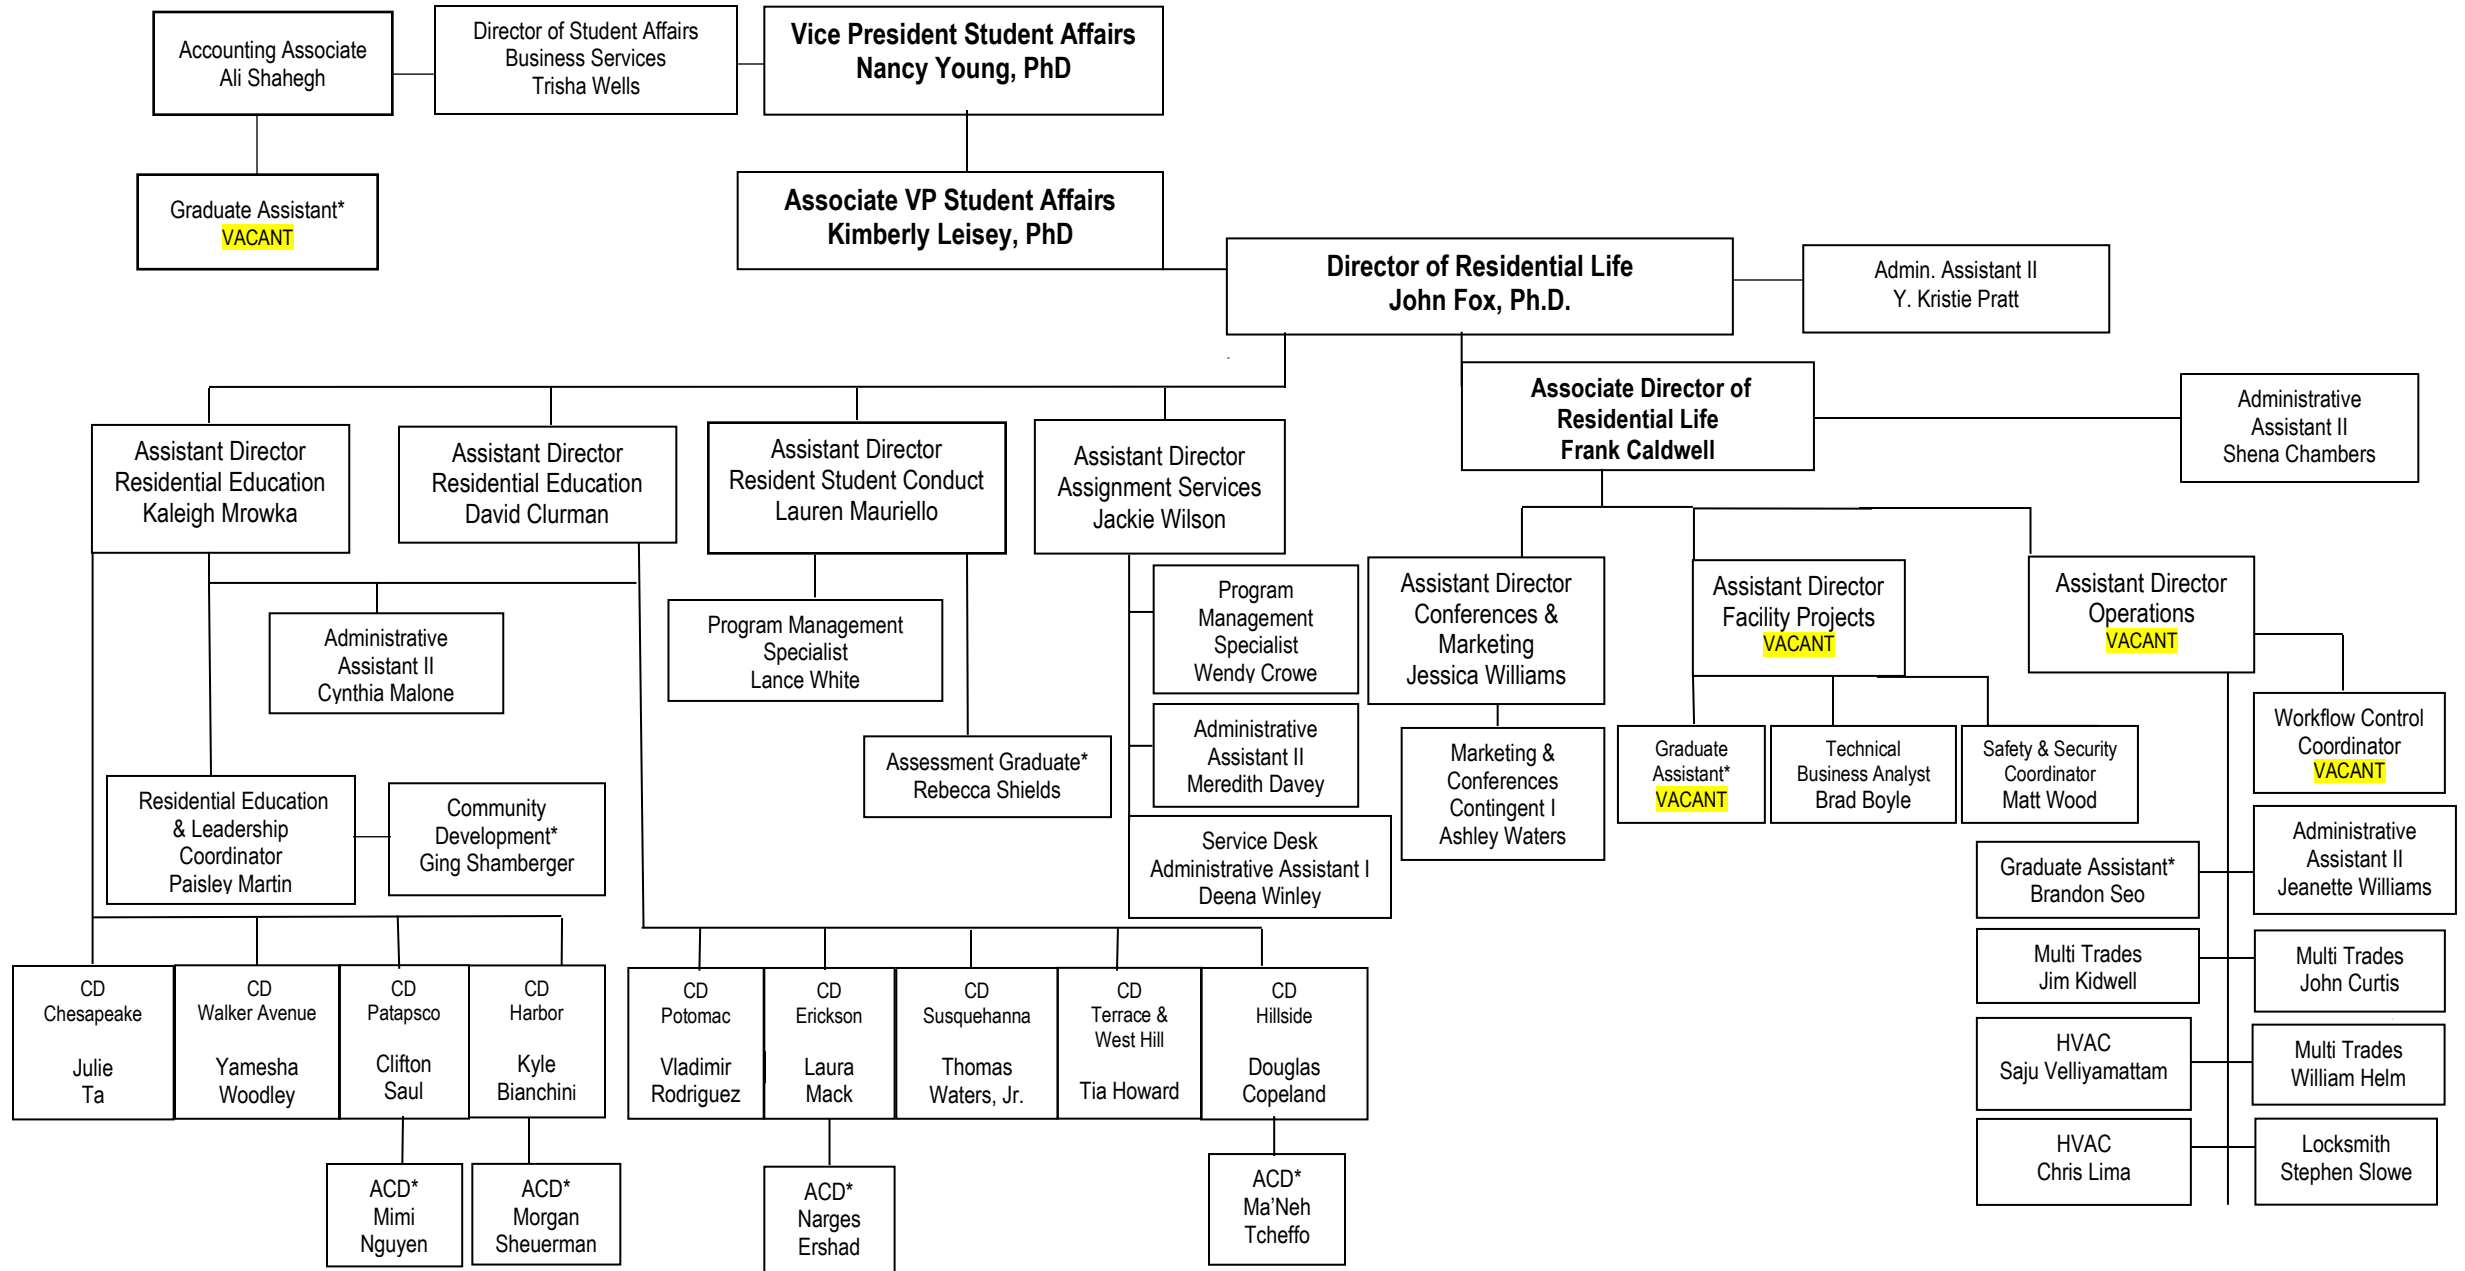 Accounting Associate
Ali Shahegh
Director of Student Affairs
Business Services
Trisha Wells
Vice President Student Affairs
Nancy Young, PhD
Graduate Assistant*
VACANT
Associate VP Student Affairs
Kimberly Leisey, PhD
Director of Residential Life
John Fox, Ph.D.
Admin. Assistant II
Y. Kristie Pratt
Associate Director of
Residential Life
Frank Caldwell
Administrative
Assistant II
Shena Chambers
Assistant Director
Residential Education
Kaleigh Mrowka
Assistant Director
Residential Education
David Clurman
Assistant Director
Resident Student Conduct
Lauren Mauriello
Assistant Director
Assignment Services
Jackie Wilson
Assistant Director
Conferences &
Marketing
Jessica Williams
Assistant Director
Facility Projects
VACANT
Assistant Director
Operations
VACANT
Administrative
Assistant II
Cynthia Malone
Program Management
Specialist
Lance White
Program
Management
Specialist
Wendy Crowe
Administrative
Assistant II
Meredith Davey
Assessment Graduate*
Rebecca Shields
Marketing &
Conferences
Contingent I
Ashley Waters
Graduate
Assistant*
VACANT
Technical
Business Analyst
Brad Boyle
Safety & Security
Coordinator
Matt Wood
Workflow Control
Coordinator
VACANT
Residential Education
& Leadership
Coordinator
Paisley Martin
Community
Development*
Ging Shamberger
Service Desk
Administrative Assistant I
Deena Winley
Graduate Assistant*
Brandon Seo
Administrative
Assistant II
Jeanette Williams
Multi Trades
Jim Kidwell
Multi Trades
John Curtis
HVAC
Saju Velliyamattam
Multi Trades
William Helm
HVAC
Chris Lima
Locksmith
Stephen Slowe
CD
Chesapeake
Julie
Ta
CD
Walker Avenue
Yamesha
Woodley
CD
Patapsco
Clifton
Saul
CD
Harbor
Kyle
Bianchini
CD
Potomac
Vladimir
Rodriguez
CD
Erickson
Laura
Mack
CD
Susquehanna
Thomas
Waters, Jr.
CD
Terrace &
West Hill
Tia Howard
CD
Hillside
Douglas
Copeland
ACD*
Mimi
Nguyen
ACD*
Morgan
Sheuerman
ACD*
Narges
Ershad
ACD*
Ma’Neh
Tcheffo